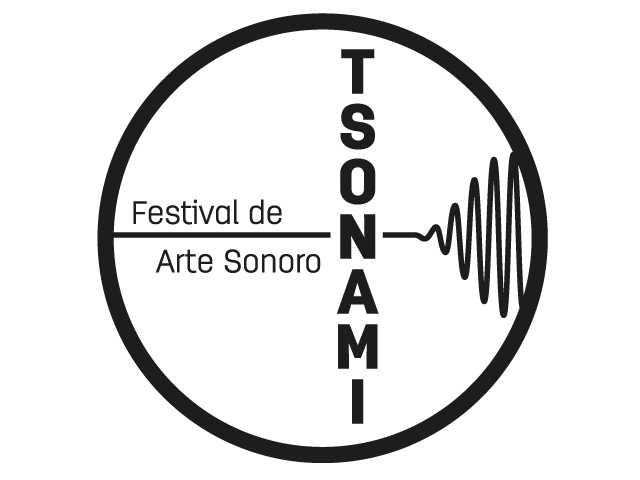 Festival de
Arte Sonoro
TSONAMI